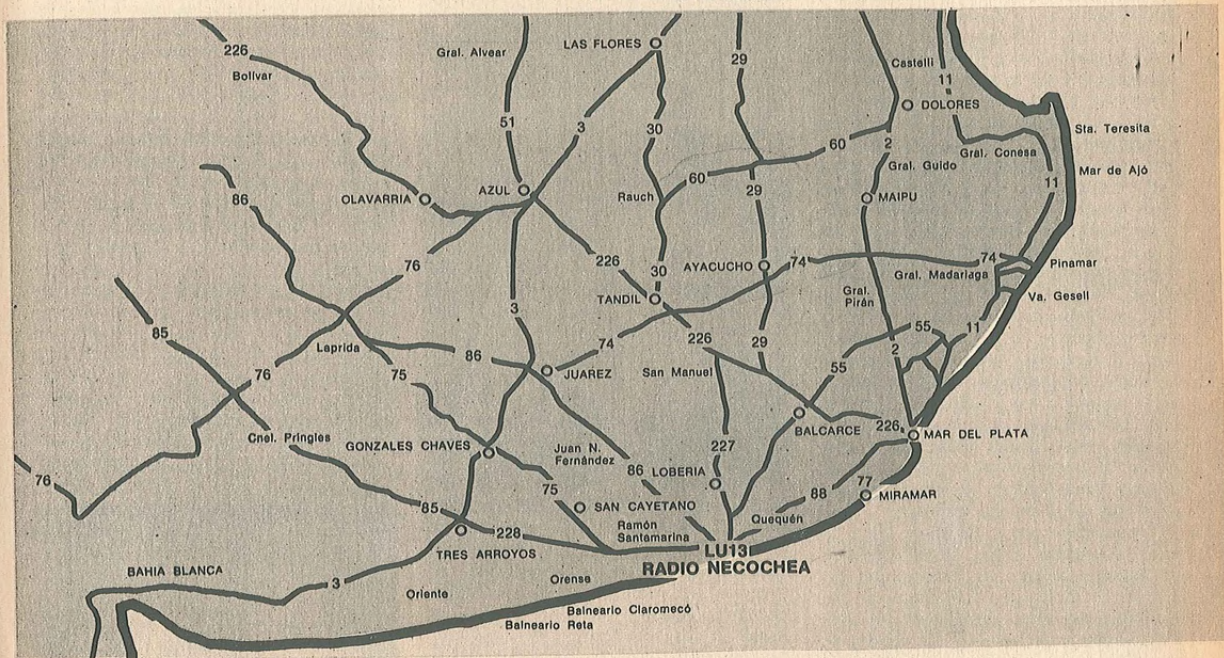 226
Bolívar
Gral. Alvear
LAS FLORES
29
Castelli
11
DOLORES
51
3
30
60
2
Sta. Teresita
Gral. Conesa
Gral. Guido
Mar de Ajó
86
OLAVARRIA
AZUL
Rauch
60
29
MAIPU
11
76
226
30
AYACUCHO
74
74
Pinamar
Gral. Madariaga
TANDIL
Gral.
Pirán
Va. Gesell
3
85
Laprida
86
74
226
29
55
11
2
76
75
JUAREZ
San Manuel
55
Cnel. Pringles
GONZALES CHAVES
Juan N.
Fernández
227
BALCARCE
226
MAR DEL PLATA
76
86
LOBERIA
75
77
MIRAMAR
88
85
SAN CAYETANO
228
Ramón
Santamarina
Quequén
TRES ARROYOS
LU13
RADIO NECOCHEA
BAHIA BLANCA
3
Oriente
Orense
Balneario Claromecó
Balneario Reta